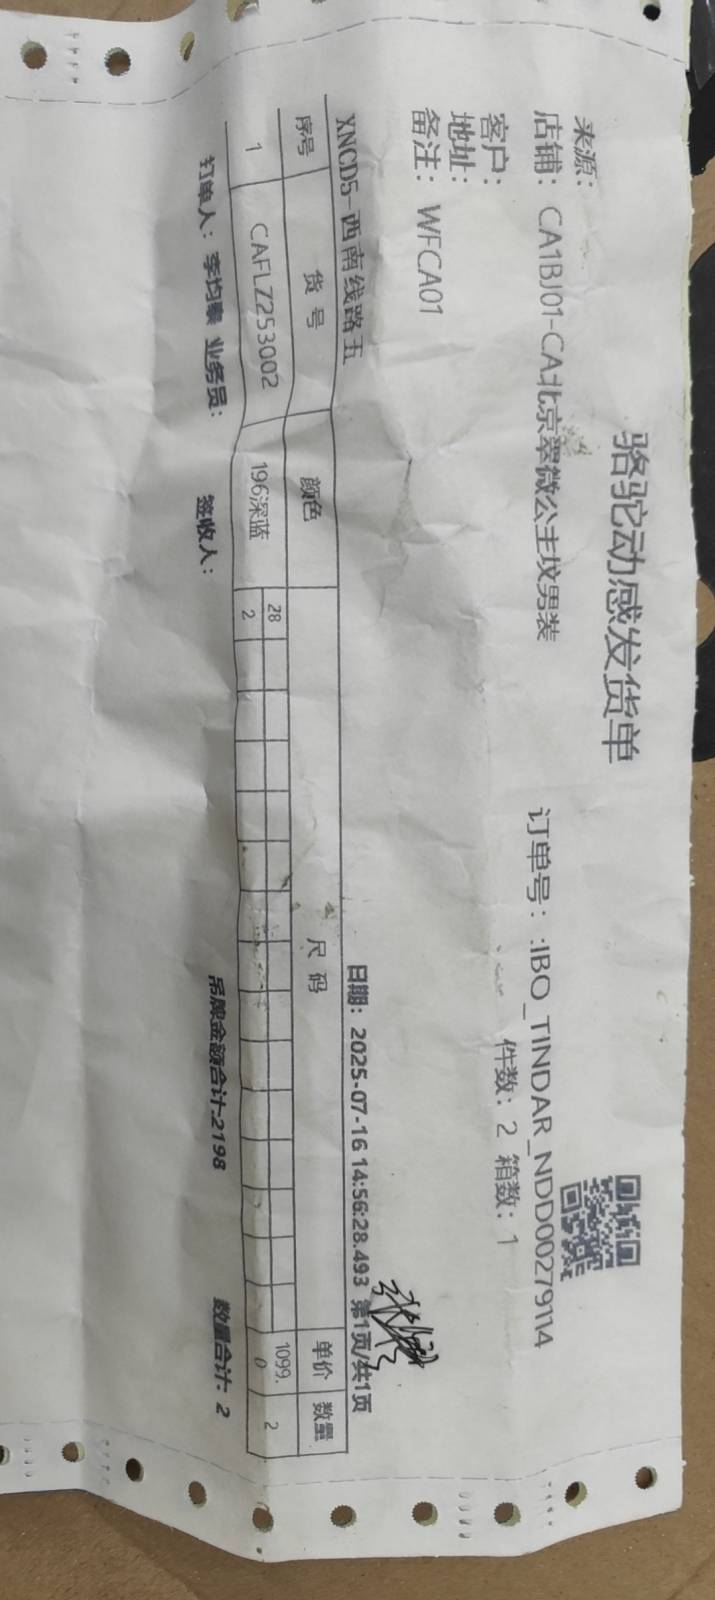 骆驼动感发货单
来源：
店铺：CA1BJ01-CA北京翠微公主坟男装 订单号：:IBO_TINDAR_NDD00279114
客户： 件数：2 箱数：1
地址：
备注：WFCA01
XNCD5-西南线路五 日期：2025-07-16 14:56:28.493 第1页/共1页
序号 货号 颜色 尺码 单价 数量
28
1 CAFLZ253002 196深蓝 2 1099.0 2
打单人：李均泰 业务员： 签收人： 吊牌金额合计:2198 数量合计: 2